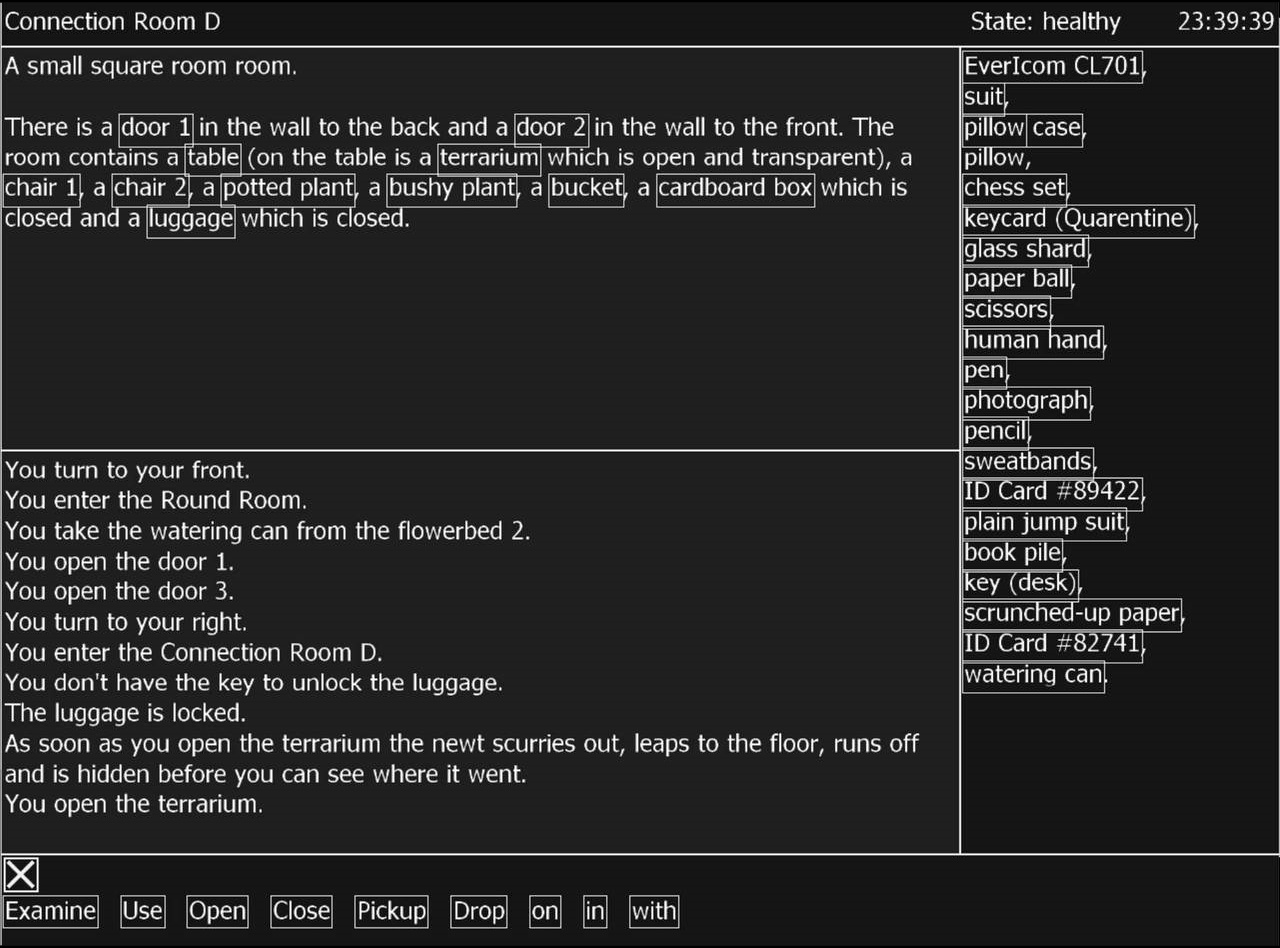 Connection Room D State: healthy 23:39:39
A small square room room.
There is a door 1 in the wall to the back and a door 2 in the wall to the front. The
room contains a table (on the table is a terrarium which is open and transparent), a
chair 1, a chair 2, a potted plant, a bushy plant, a bucket, a cardboard box which is
closed and a luggage which is closed.
EverIcom CL701,
suit,
pillow case,
pillow,
chess set,
keycard (Quarentine),
glass shard,
paper ball,
scissors,
human hand,
pen,
photograph,
pencil,
sweatbands,
ID Card #89422,
plain jump suit,
book pile,
key (desk),
scrunched-up paper,
ID Card #82741,
watering can.
You turn to your front.
You enter the Round Room.
You take the watering can from the flowerbed 2.
You open the door 1.
You open the door 3.
You turn to your right.
You enter the Connection Room D.
You don't have the key to unlock the luggage.
The luggage is locked.
As soon as you open the terrarium the newt scurries out, leaps to the floor, runs off
and is hidden before you can see where it went.
You open the terrarium.
Examine Use Open Close Pickup Drop on in with